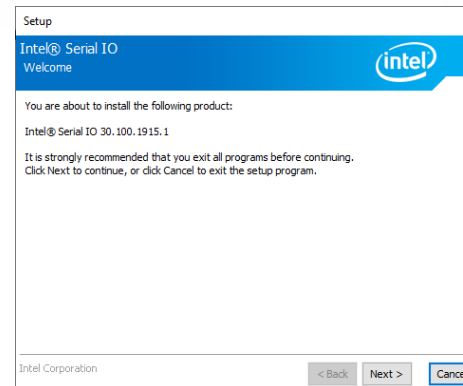 Setup
Intel® Serial IO
Welcome
intel
You are about to install the following product:
Intel® Serial IO 30.100.1915.1
It is strongly recommended that you exit all programs before continuing.
Click Next to continue, or click Cancel to exit the setup program.
Intel Corporation
< Back Next > Cance